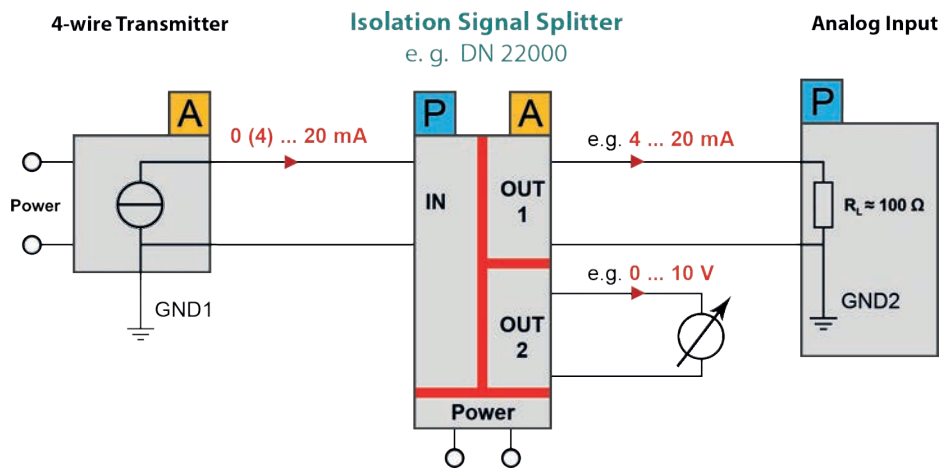 4-wire Transmitter
Isolation Signal Splitter
e. g. DN 22000
Analog Input
A
P
A
P
0 (4) ... 20 mA
e.g. 4 ... 20 mA
Power
IN
OUT
1
R_L ≈ 100 Ω
GND1
e.g. 0 ... 10 V
OUT
2
GND2
Power